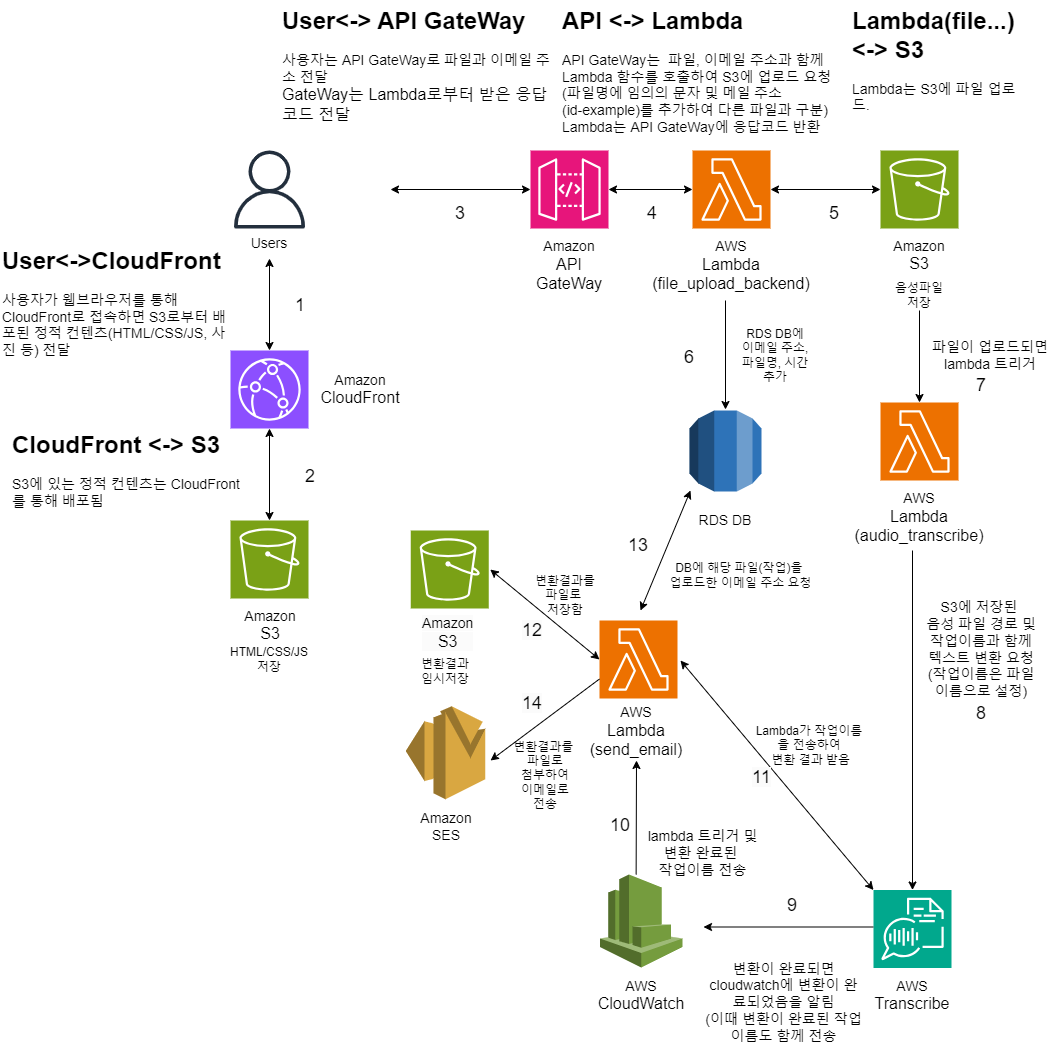 User<-> API GateWay
사용자는 API GateWay로 파일과 이메일 주
소 전달
GateWay는 Lambda로부터 받은 응답
코드 전달
API <-> Lambda
API GateWay는  파일, 이메일 주소과 함께
Lambda 함수를 호출하여 S3에 업로드 요청
(파일명에 임의의 문자 및 메일 주소
(id-example)를 추가하여 다른 파일과 구분)
Lambda는 API GateWay에 응답코드 반환
Lambda(file...)
<-> S3
Lambda는 S3에 파일 업로
드.
Users
3
Amazon
API
GateWay
4
AWS
Lambda
(file_upload_backend)
5
Amazon
S3
음성파일
저장
User<->CloudFront
사용자가 웹브라우저를 통해
CloudFront로 접속하면 S3로부터 배
포된 정적 컨텐츠(HTML/CSS/JS, 사
진 등) 전달
1
Amazon
CloudFront
CloudFront <-> S3
S3에 있는 정적 컨텐츠는 CloudFront
를 통해 배포됨
2
Amazon
S3
HTML/CSS/JS
저장
6
RDS DB에
이메일 주소,
파일명, 시간
추가
RDS DB
파일이 업로드되면
lambda 트리거
7
AWS
Lambda
(audio_transcribe)
S3에 저장된
음성 파일 경로 및
작업이름과 함께
텍스트 변환 요청
(작업이름은 파일
이름으로 설정)
8
13
DB에 해당 파일(작업)을
업로드한 이메일 주소 요청
Amazon
S3
변환결과
임시저장
변환결과를
파일로
저장함
12
AWS
Lambda
(send_email)
14
변환결과를
파일로
첨부하여
이메일로
전송
Amazon
SES
Lambda가 작업이름
을 전송하여
변환 결과 받음
11
10
lambda 트리거 및
변환 완료된
작업이름 전송
AWS
CloudWatch
9
변환이 완료되면
cloudwatch에 변환이 완
료되었음을 알림
(이때 변환이 완료된 작업
이름도 함께 전송
AWS
Transcribe